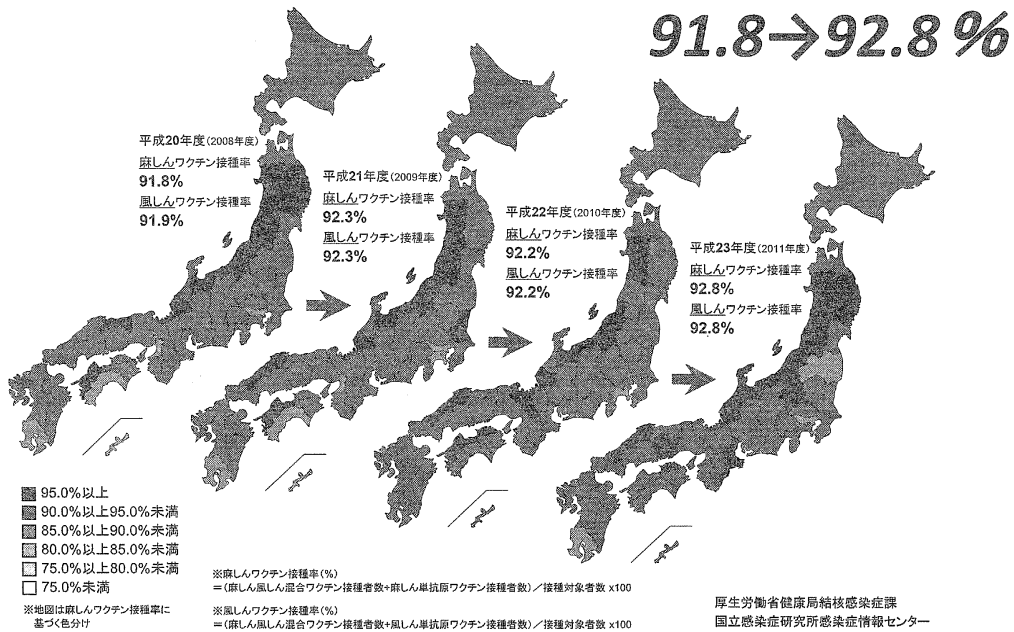 91.8→92.8％
平成20年度(2008年度)
麻しんワクチン接種率
91.8%
風しんワクチン接種率
91.9%
平成21年度(2009年度)
麻しんワクチン接種率
92.3%
風しんワクチン接種率
92.3%
平成22年度(2010年度)
麻しんワクチン接種率
92.2%
風しんワクチン接種率
92.2%
平成23年度(2011年度)
麻しんワクチン接種率
92.8%
風しんワクチン接種率
92.8%
95.0%以上
90.0%以上95.0%未満
85.0%以上90.0%未満
80.0%以上85.0%未満
75.0%以上80.0%未満
75.0%未満
※地図は麻しんワクチン接種率に
基づく色分け
※麻しんワクチン接種率(%)
＝(麻しん風しん混合ワクチン接種者数+麻しん単抗原ワクチン接種者数)／接種対象者数 x100
※風しんワクチン接種率(%)
＝(麻しん風しん混合ワクチン接種者数+風しん単抗原ワクチン接種者数)／接種対象者数 x100
厚生労働省健康局結核感染症課
国立感染症研究所感染症情報センター